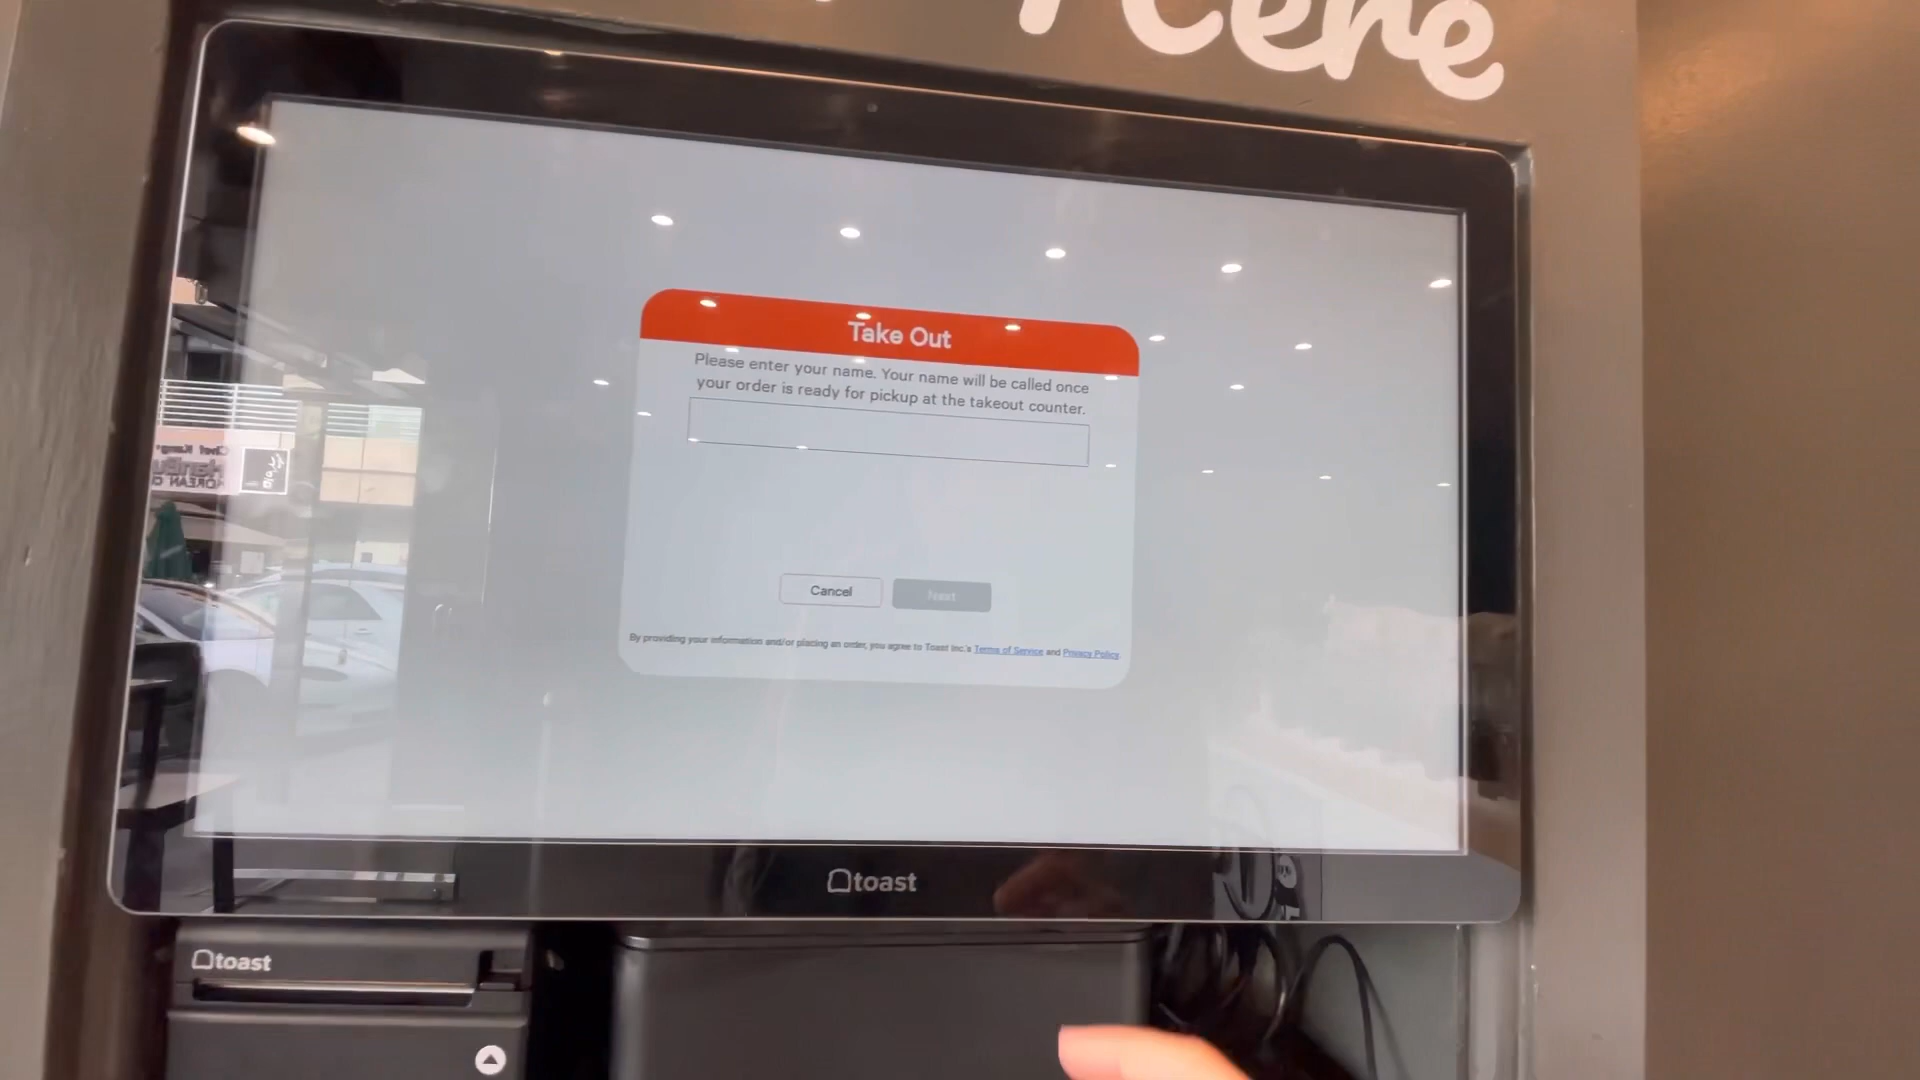 Take Out
Please enter your name. Your name will be called once
your order is ready for pickup at the takeout counter.
Cancel
Next
By providing your information and/or placing an order, you agree to Toast Inc.'s Terms of Service and Privacy Policy.
toast
toast